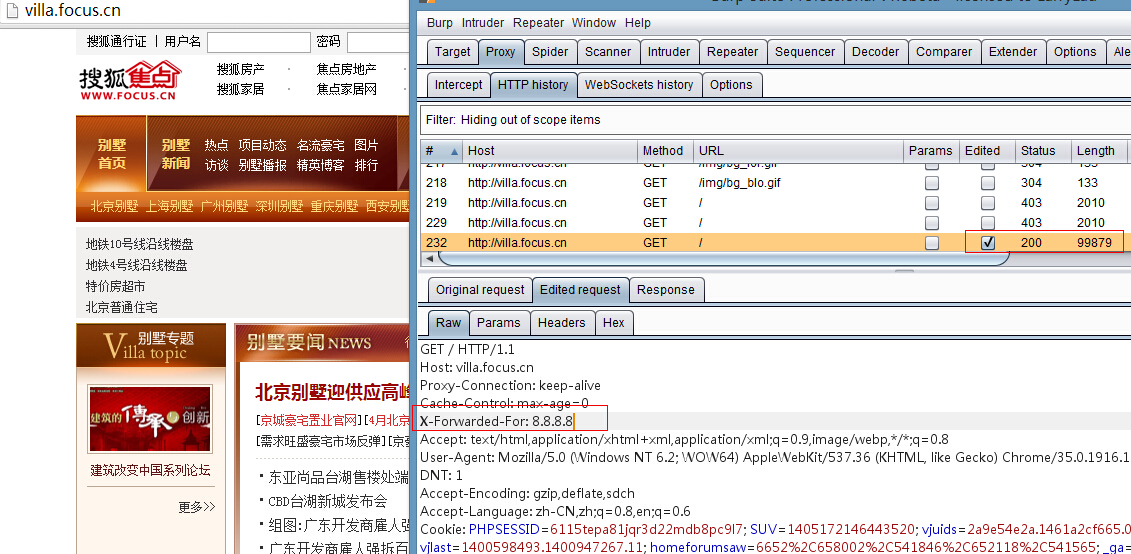 villa.focus.cn
搜狐通行证 | 用户名 密码
搜狐焦点
WWW.FOCUS.CN
搜狐房产 · 焦点房地产 ·
搜狐家居 · 焦点家居网 ·
别墅首页
别墅新闻
热点 项目动态 名流豪宅 图片
访谈 别墅播报 精英博客 排行
北京别墅 上海别墅 广州别墅 深圳别墅 重庆别墅 西安别墅
地铁10号线沿线楼盘
地铁4号线沿线楼盘
特价房超市
北京普通住宅
别墅专题
Villa topic
建筑的传承与创新
建筑改变中国系列论坛
更多>>
别墅要闻 NEWS
北京别墅迎供应高峰
[京城豪宅置业官网] [4月北京
[需求旺盛豪宅市场反弹] [京
· 东亚尚品台湖售楼处端
· CBD台湖新城发布会
· 组图:广东开发商雇人强
· 广东开发商雇人强拆百
Burp Intruder Repeater Window Help
Target Proxy Spider Scanner Intruder Repeater Sequencer Decoder Comparer Extender Options Ale
Intercept HTTP history WebSockets history Options
Filter: Hiding out of scope items
# Host Method URL Params Edited Status Length
217 http://villa.focus.cn GET /img/bg_lol.gif 304 133
218 http://villa.focus.cn GET /img/bg_blo.gif 304 133
219 http://villa.focus.cn GET / 403 2010
229 http://villa.focus.cn GET / 403 2010
232 http://villa.focus.cn GET / 200 99879
Original request Edited request Response
Raw Params Headers Hex
GET / HTTP/1.1
Host: villa.focus.cn
Proxy-Connection: keep-alive
Cache-Control: max-age=0
X-Forwarded-For: 8.8.8.8
Accept: text/html,application/xhtml+xml,application/xml;q=0.9,image/webp,*/*;q=0.8
User-Agent: Mozilla/5.0 (Windows NT 6.2; WOW64) AppleWebKit/537.36 (KHTML, like Gecko) Chrome/35.0.1916.1
DNT: 1
Accept-Encoding: gzip,deflate,sdch
Accept-Language: zh-CN,zh;q=0.8,en;q=0.6
Cookie: PHPSESSID=6115tepa81jqr3d22mdb8pc9l7; SUV=1405172146443520; vjuids=2a9e54e2a.1461a2cf665.0
vjlast=1400598493.1400947267.11; homeforumsaw=6652%2C658002%2C541846%2C652118%2C541565; _ga=